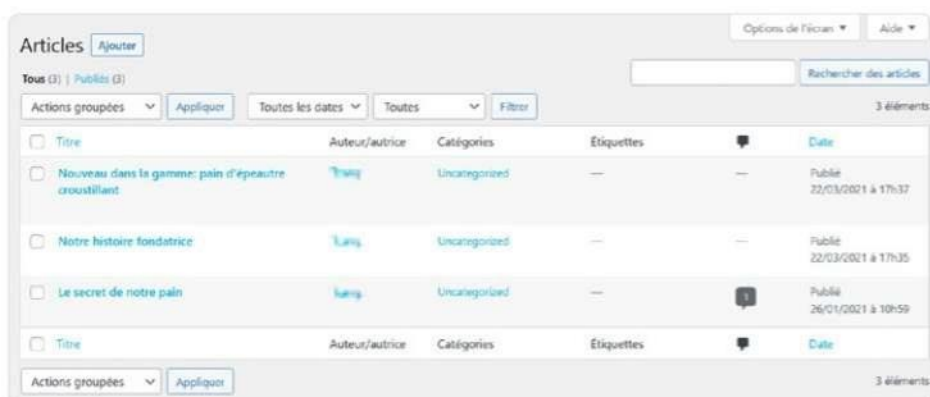 Options de l'écran Aide
Articles Ajouter
Tous (3) | Publiés (3)
Rechercher des articles
Actions groupées Appliquer Toutes les dates Toutes Filtrer 3 éléments
Titre Auteur/autrice Catégories Étiquettes Date
Nouveau dans la gamme: pain d'épeautre Uncategorized — — Publié
croustillant 22/03/2021 à 17h37
Notre histoire fondatrice Uncategorized — — Publié
22/03/2021 à 17h35
Le secret de notre pain Uncategorized — 1 Publié
26/01/2021 à 10h59
Titre Auteur/autrice Catégories Étiquettes Date
Actions groupées Appliquer 3 éléments